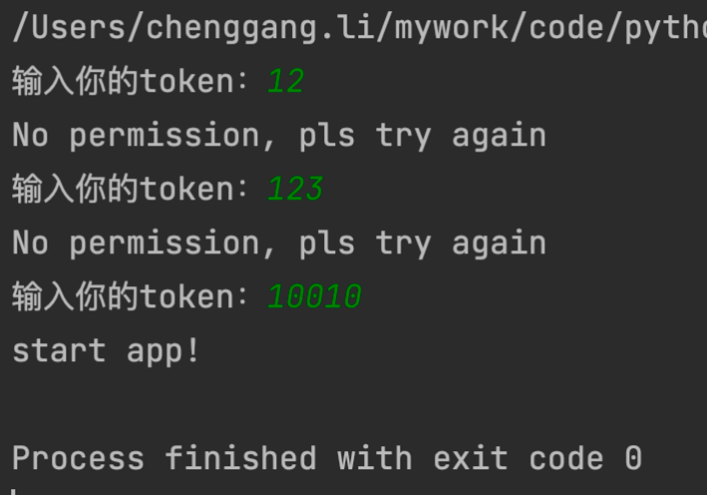 /Users/chenggang.li/mywork/code/pytho
输入你的token: 12
No permission, pls try again
输入你的token: 123
No permission, pls try again
输入你的token: 10010
start app!
Process finished with exit code 0